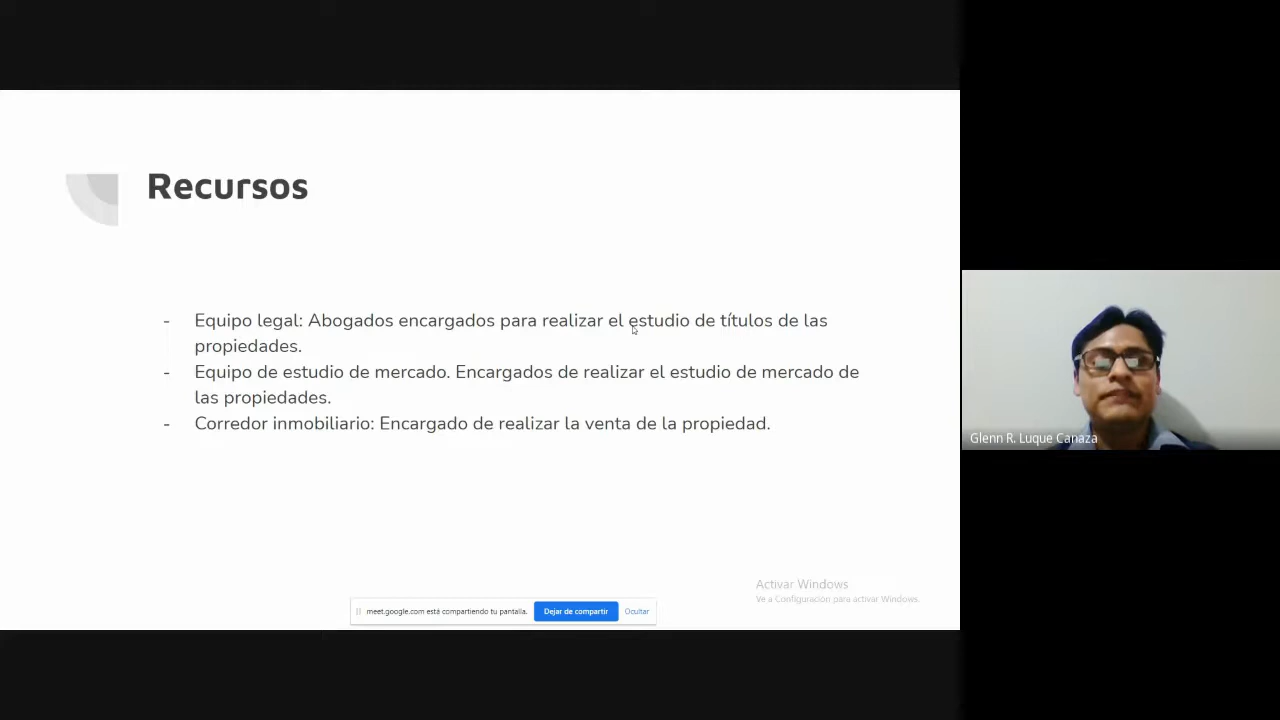 Recursos
- Equipo legal: Abogados encargados para realizar el estudio de títulos de las
propiedades.
- Equipo de estudio de mercado. Encargados de realizar el estudio de mercado de
las propiedades.
- Corredor inmobiliario: Encargado de realizar la venta de la propiedad.
Glenn R. Luque Canaza
Activar Windows
Ve a Configuración para activar Windows.
meet.google.com está compartiendo tu pantalla.
Dejar de compartir
Ocultar